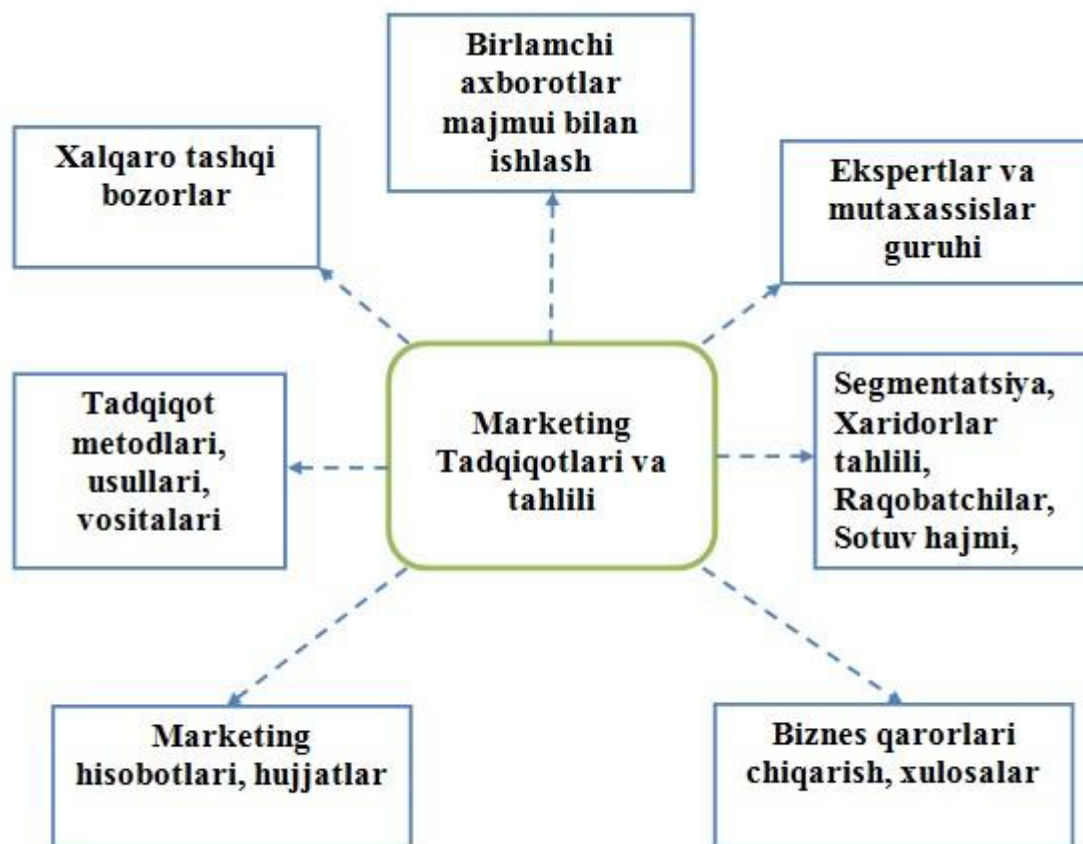 Birlamchi
axborotlar
majmui bilan
ishlash
Xalqaro tashqi
bozorlar
Ekspertlar va
mutaxassislar
guruhi
Tadqiqot
metodlari,
usullari,
vositalari
Marketing
Tadqiqotlari va
tahlili
Segmentatsiya,
Xaridorlar
tahlili,
Raqobatchilar,
Sotuv hajmi,
Marketing
hisobotlari, hujjatlar
Biznes qarorlari
chiqarish, xulosalar